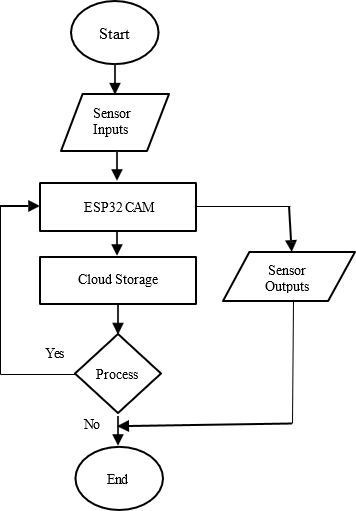 Start
Sensor
Inputs
ESP32 CAM
Cloud Storage
Sensor
Outputs
Yes
Process
No
End